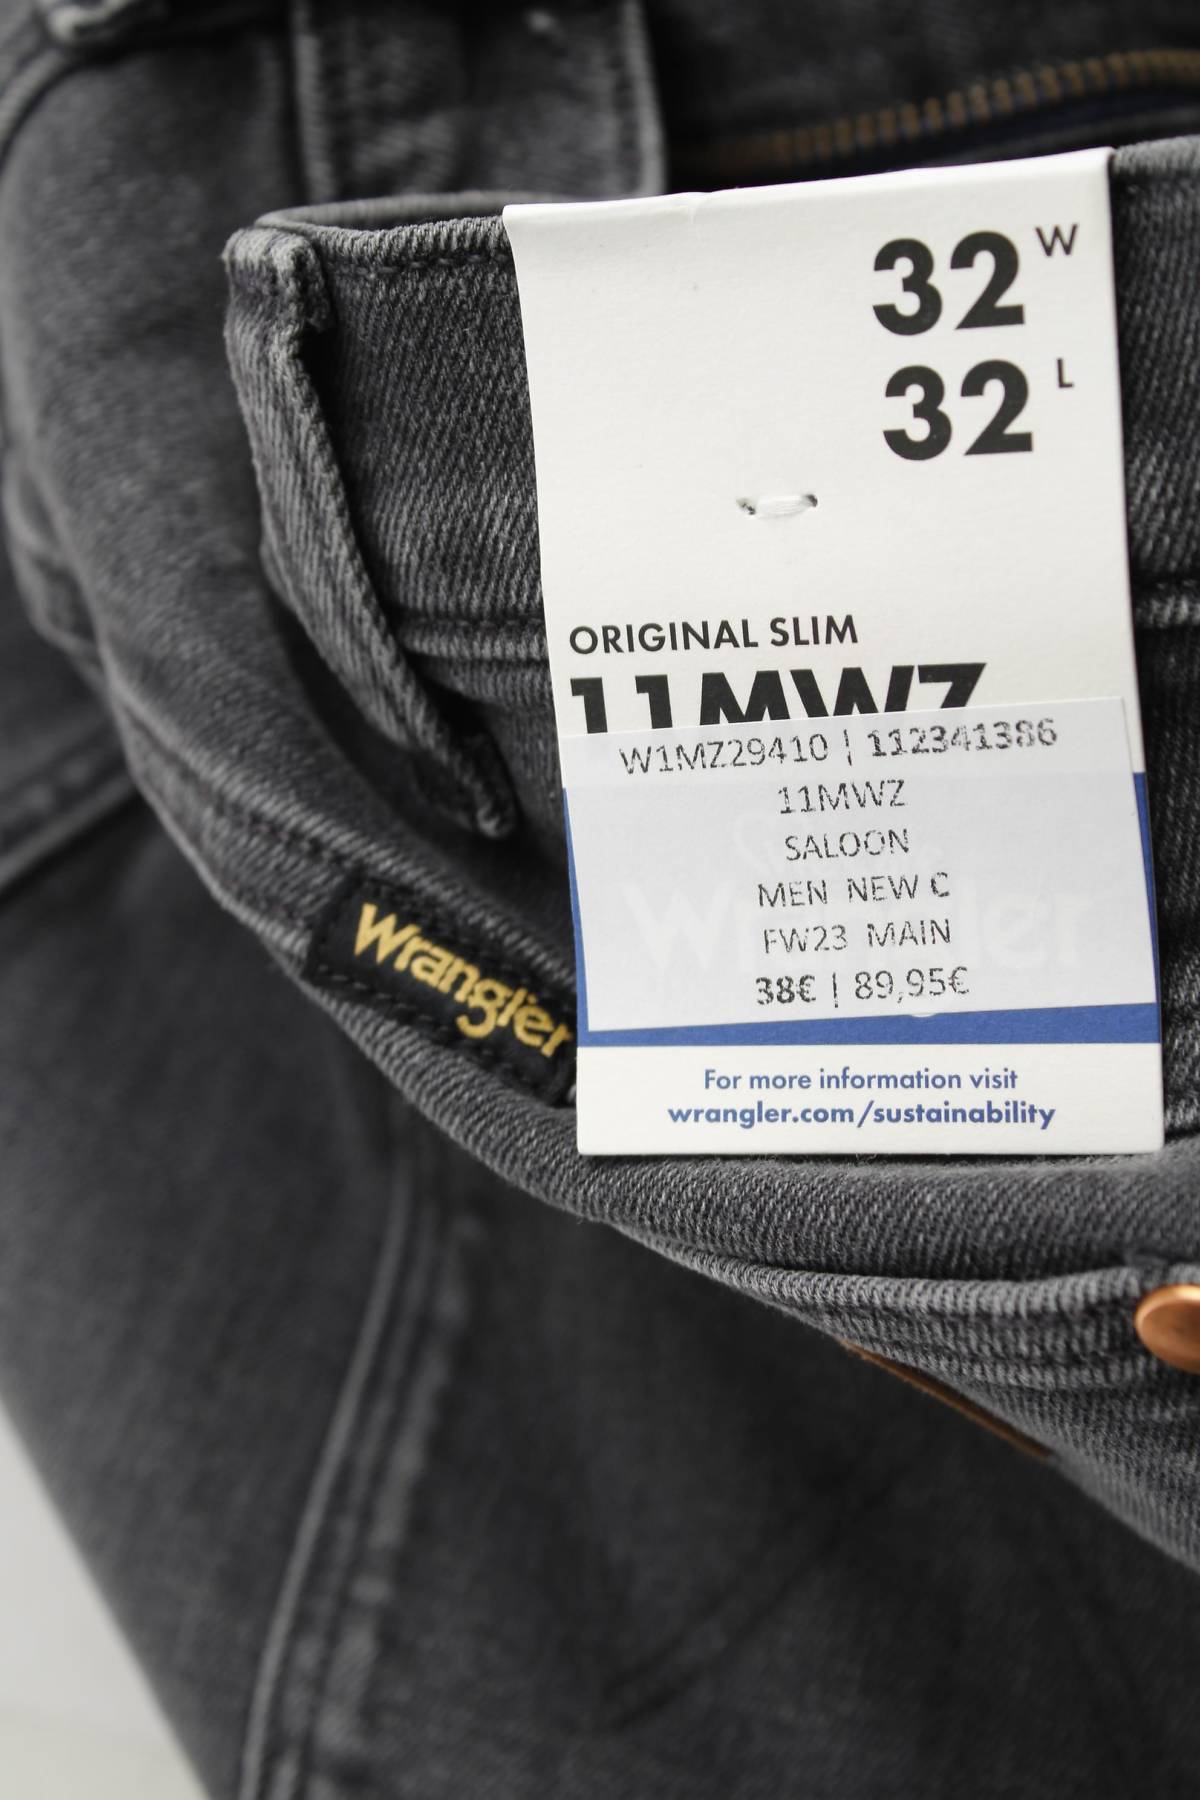 32 W
32 L
ORIGINAL SLIM
11MWZ
W1MZ29410 | 112341386
11MWZ
SALOON
MEN NEW C
FW23 MAIN
38€ | 89,95€
Wrangler
Wrangler
For more information visit
wrangler.com/sustainability